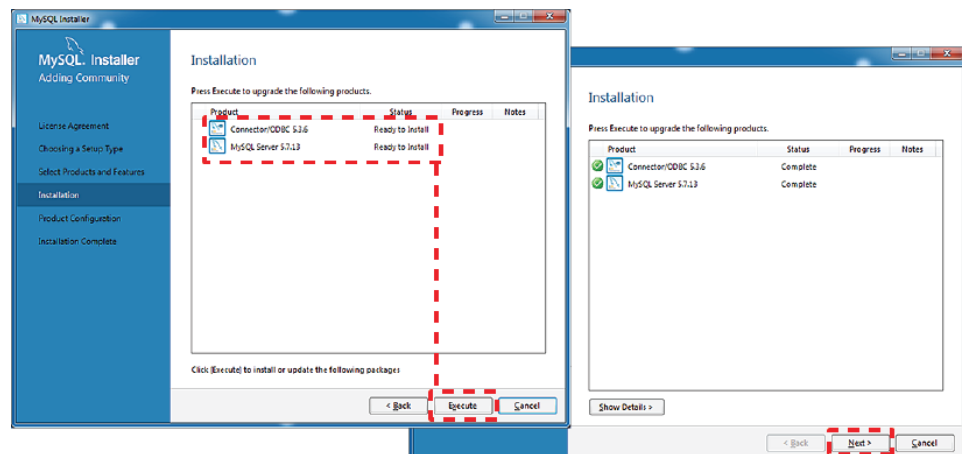 MySQL Installer
MySQL. Installer
Adding Community
License Agreement
Choosing a Setup Type
Select Products and Features
Installation
Product Configuration
Installation Complete
Installation
Press Execute to upgrade the following products.
Product Status Progress Notes
Connector/ODBC 5.3.6 Ready to Install
MySQL Server 5.7.13 Ready to Install
Click [Execute] to install or update the following packages
< Back Execute Cancel
Installation
Press Execute to upgrade the following products.
Product Status Progress Notes
Connector/ODBC 5.3.6 Complete
MySQL Server 5.7.13 Complete
Show Details >
< Back Next > Cancel